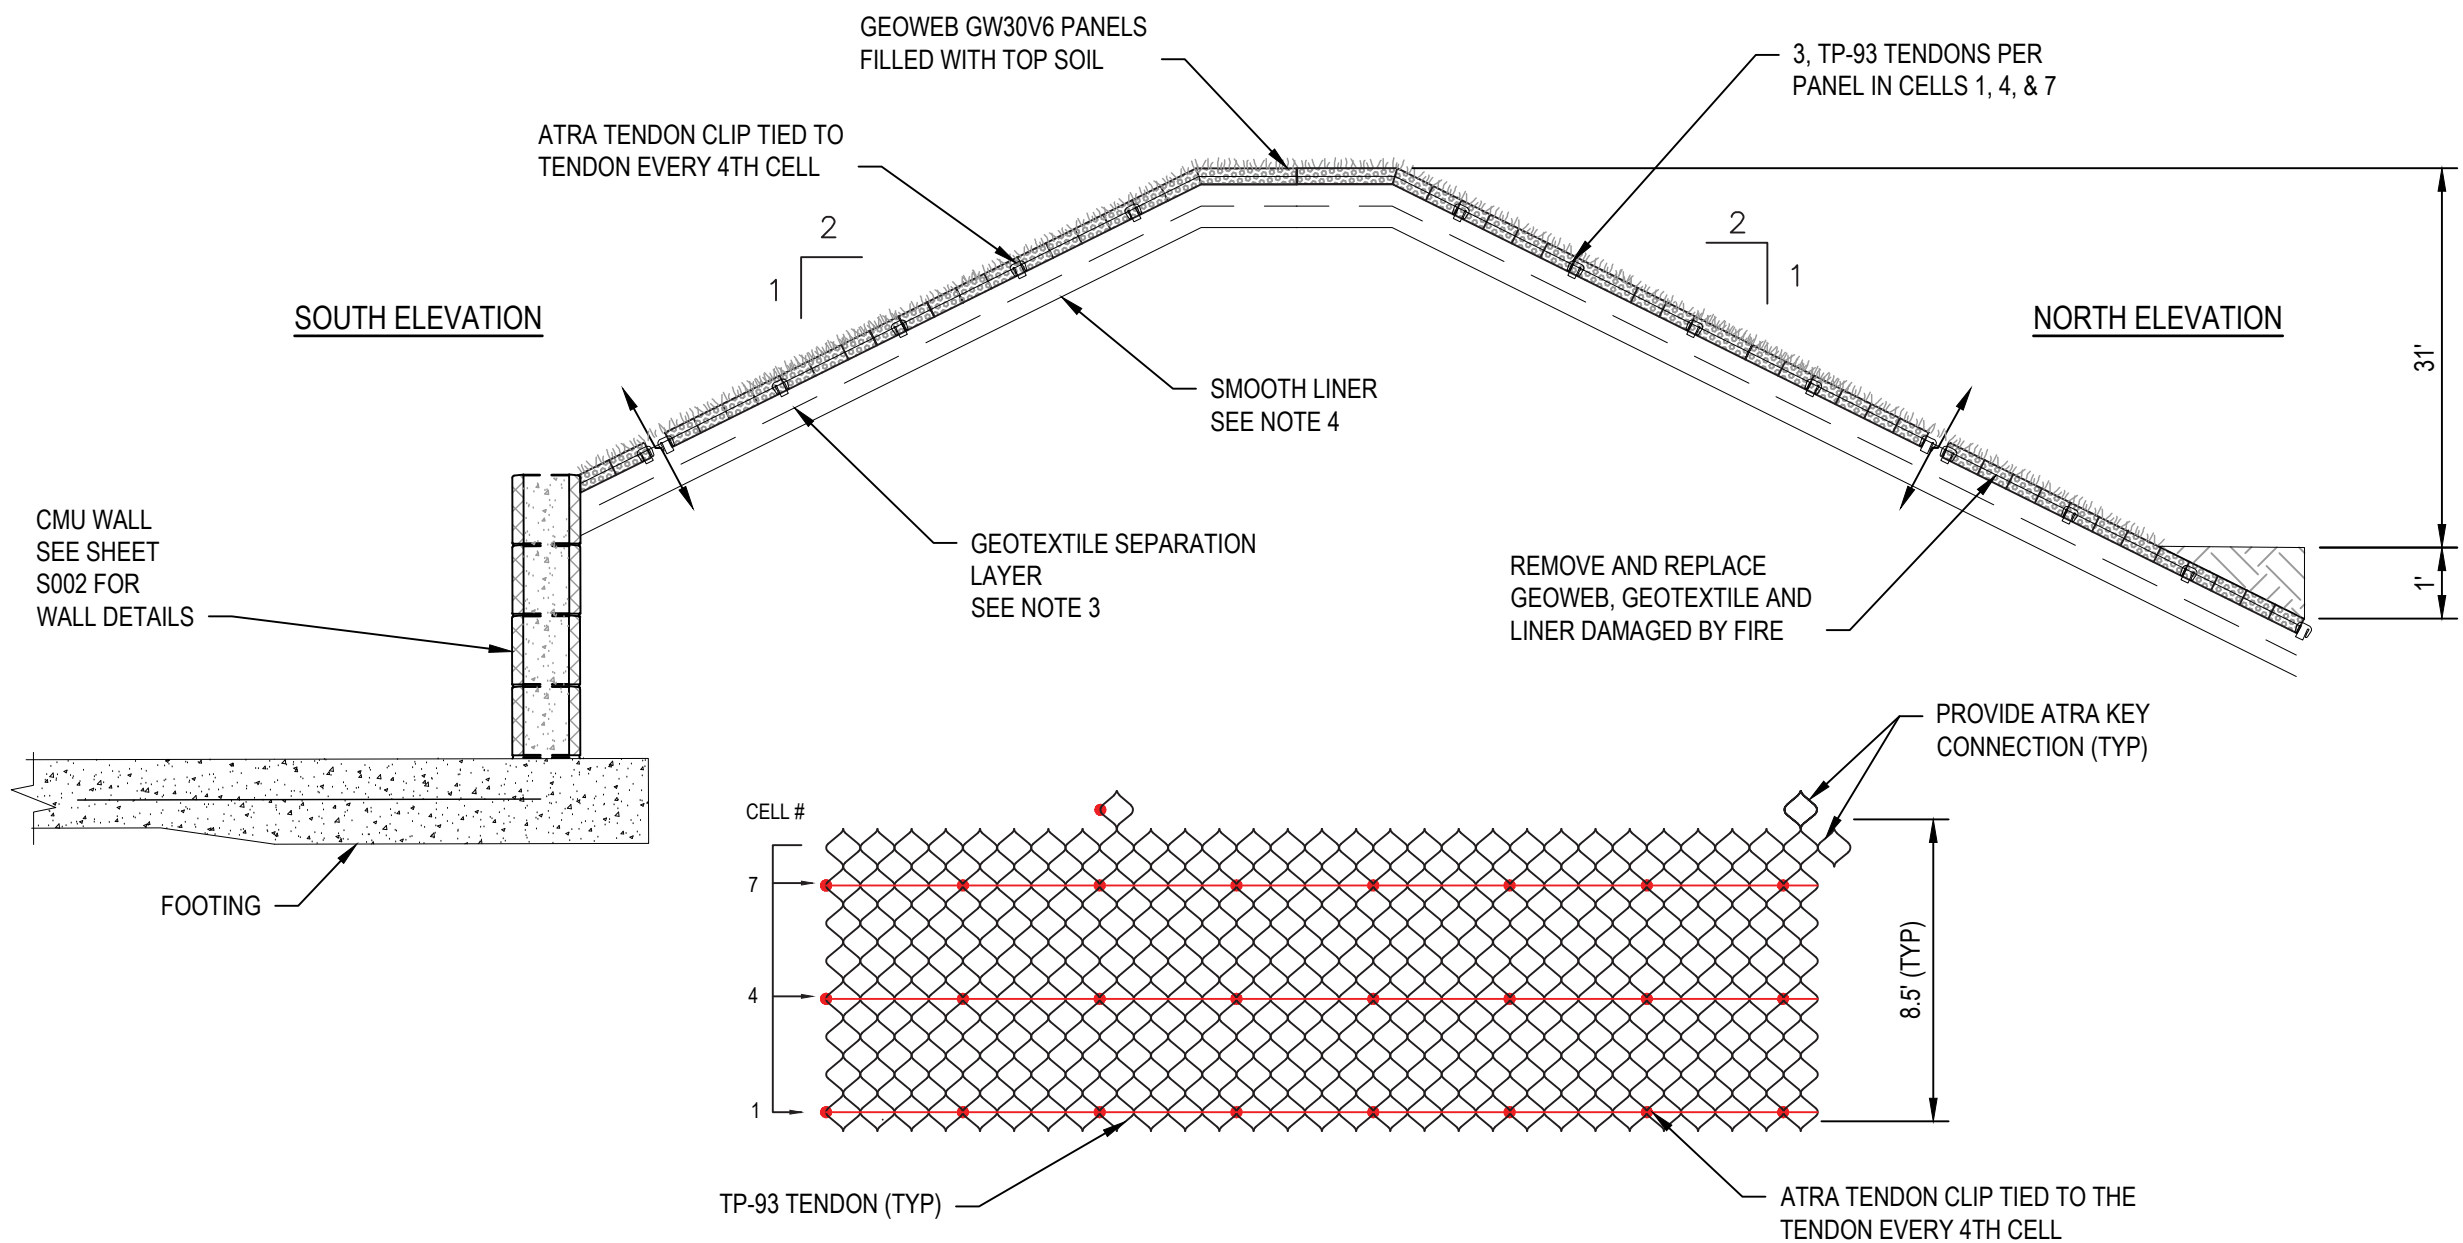 GEOWEB GW30V6 PANELS
FILLED WITH TOP SOIL
3, TP-93 TENDONS PER
PANEL IN CELLS 1, 4, & 7
ATRA TENDON CLIP TIED TO
TENDON EVERY 4TH CELL
2
1
2
1
SOUTH ELEVATION
NORTH ELEVATION
31'
SMOOTH LINER
SEE NOTE 4
CMU WALL
SEE SHEET
S002 FOR
WALL DETAILS
GEOTEXTILE SEPARATION
LAYER
SEE NOTE 3
REMOVE AND REPLACE
GEOWEB, GEOTEXTILE AND
LINER DAMAGED BY FIRE
1'
PROVIDE ATRA KEY
CONNECTION (TYP)
CELL #
7
4
1
FOOTING
8.5' (TYP)
TP-93 TENDON (TYP)
ATRA TENDON CLIP TIED TO THE
TENDON EVERY 4TH CELL